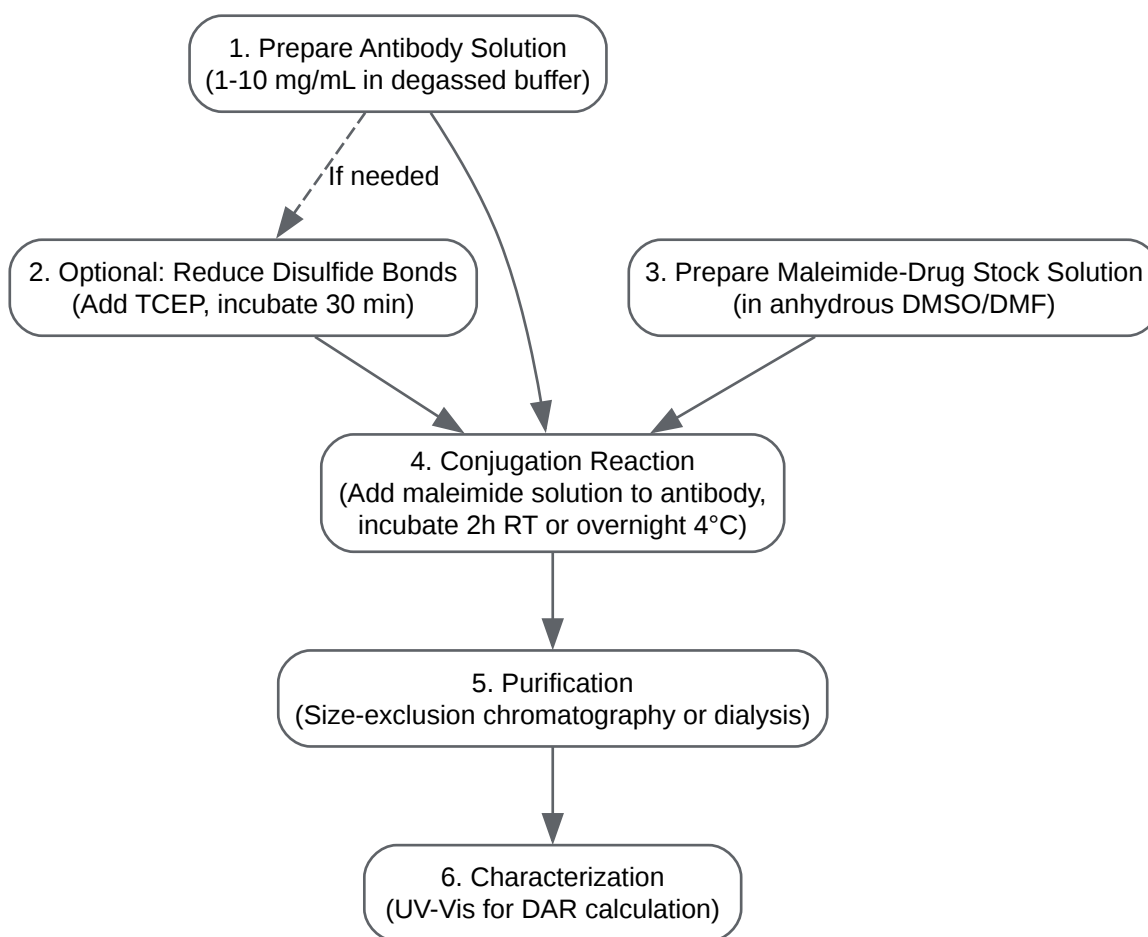 1. Prepare Antibody Solution
(1-10 mg/mL in degassed buffer)
If needed
2. Optional: Reduce Disulfide Bonds
(Add TCEP, incubate 30 min)
3. Prepare Maleimide-Drug Stock Solution
(in anhydrous DMSO/DMF)
4. Conjugation Reaction
(Add maleimide solution to antibody,
incubate 2h RT or overnight 4°C)
5. Purification
(Size-exclusion chromatography or dialysis)
6. Characterization
(UV-Vis for DAR calculation)